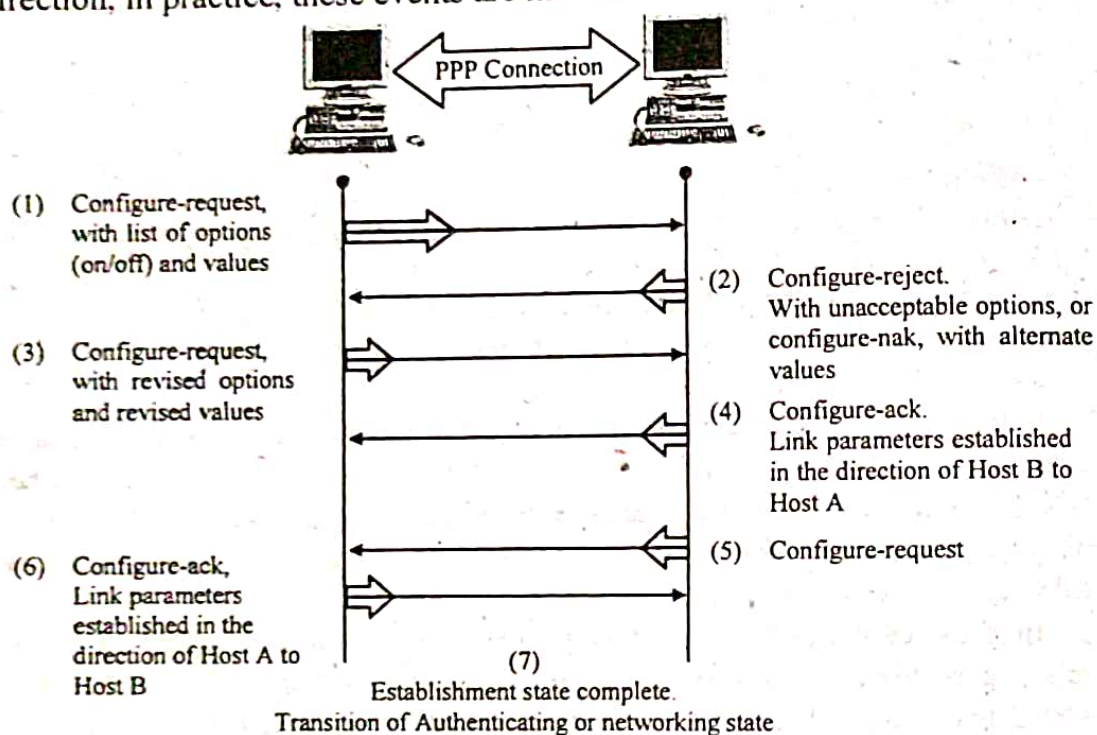 rection, in practice, these events are
PPP Connection
(1) Configure-request,
with list of options
(on/off) and values
(2) Configure-reject.
With unacceptable options, or
configure-nak, with alternate
values
(3) Configure-request,
with revised options
and revised values
(4) Configure-ack.
Link parameters established
in the direction of Host B to
Host A
(5) Configure-request
(6) Configure-ack,
Link parameters
established in the
direction of Host A to
Host B
(7)
Establishment state complete.
Transition of Authenticating or networking state